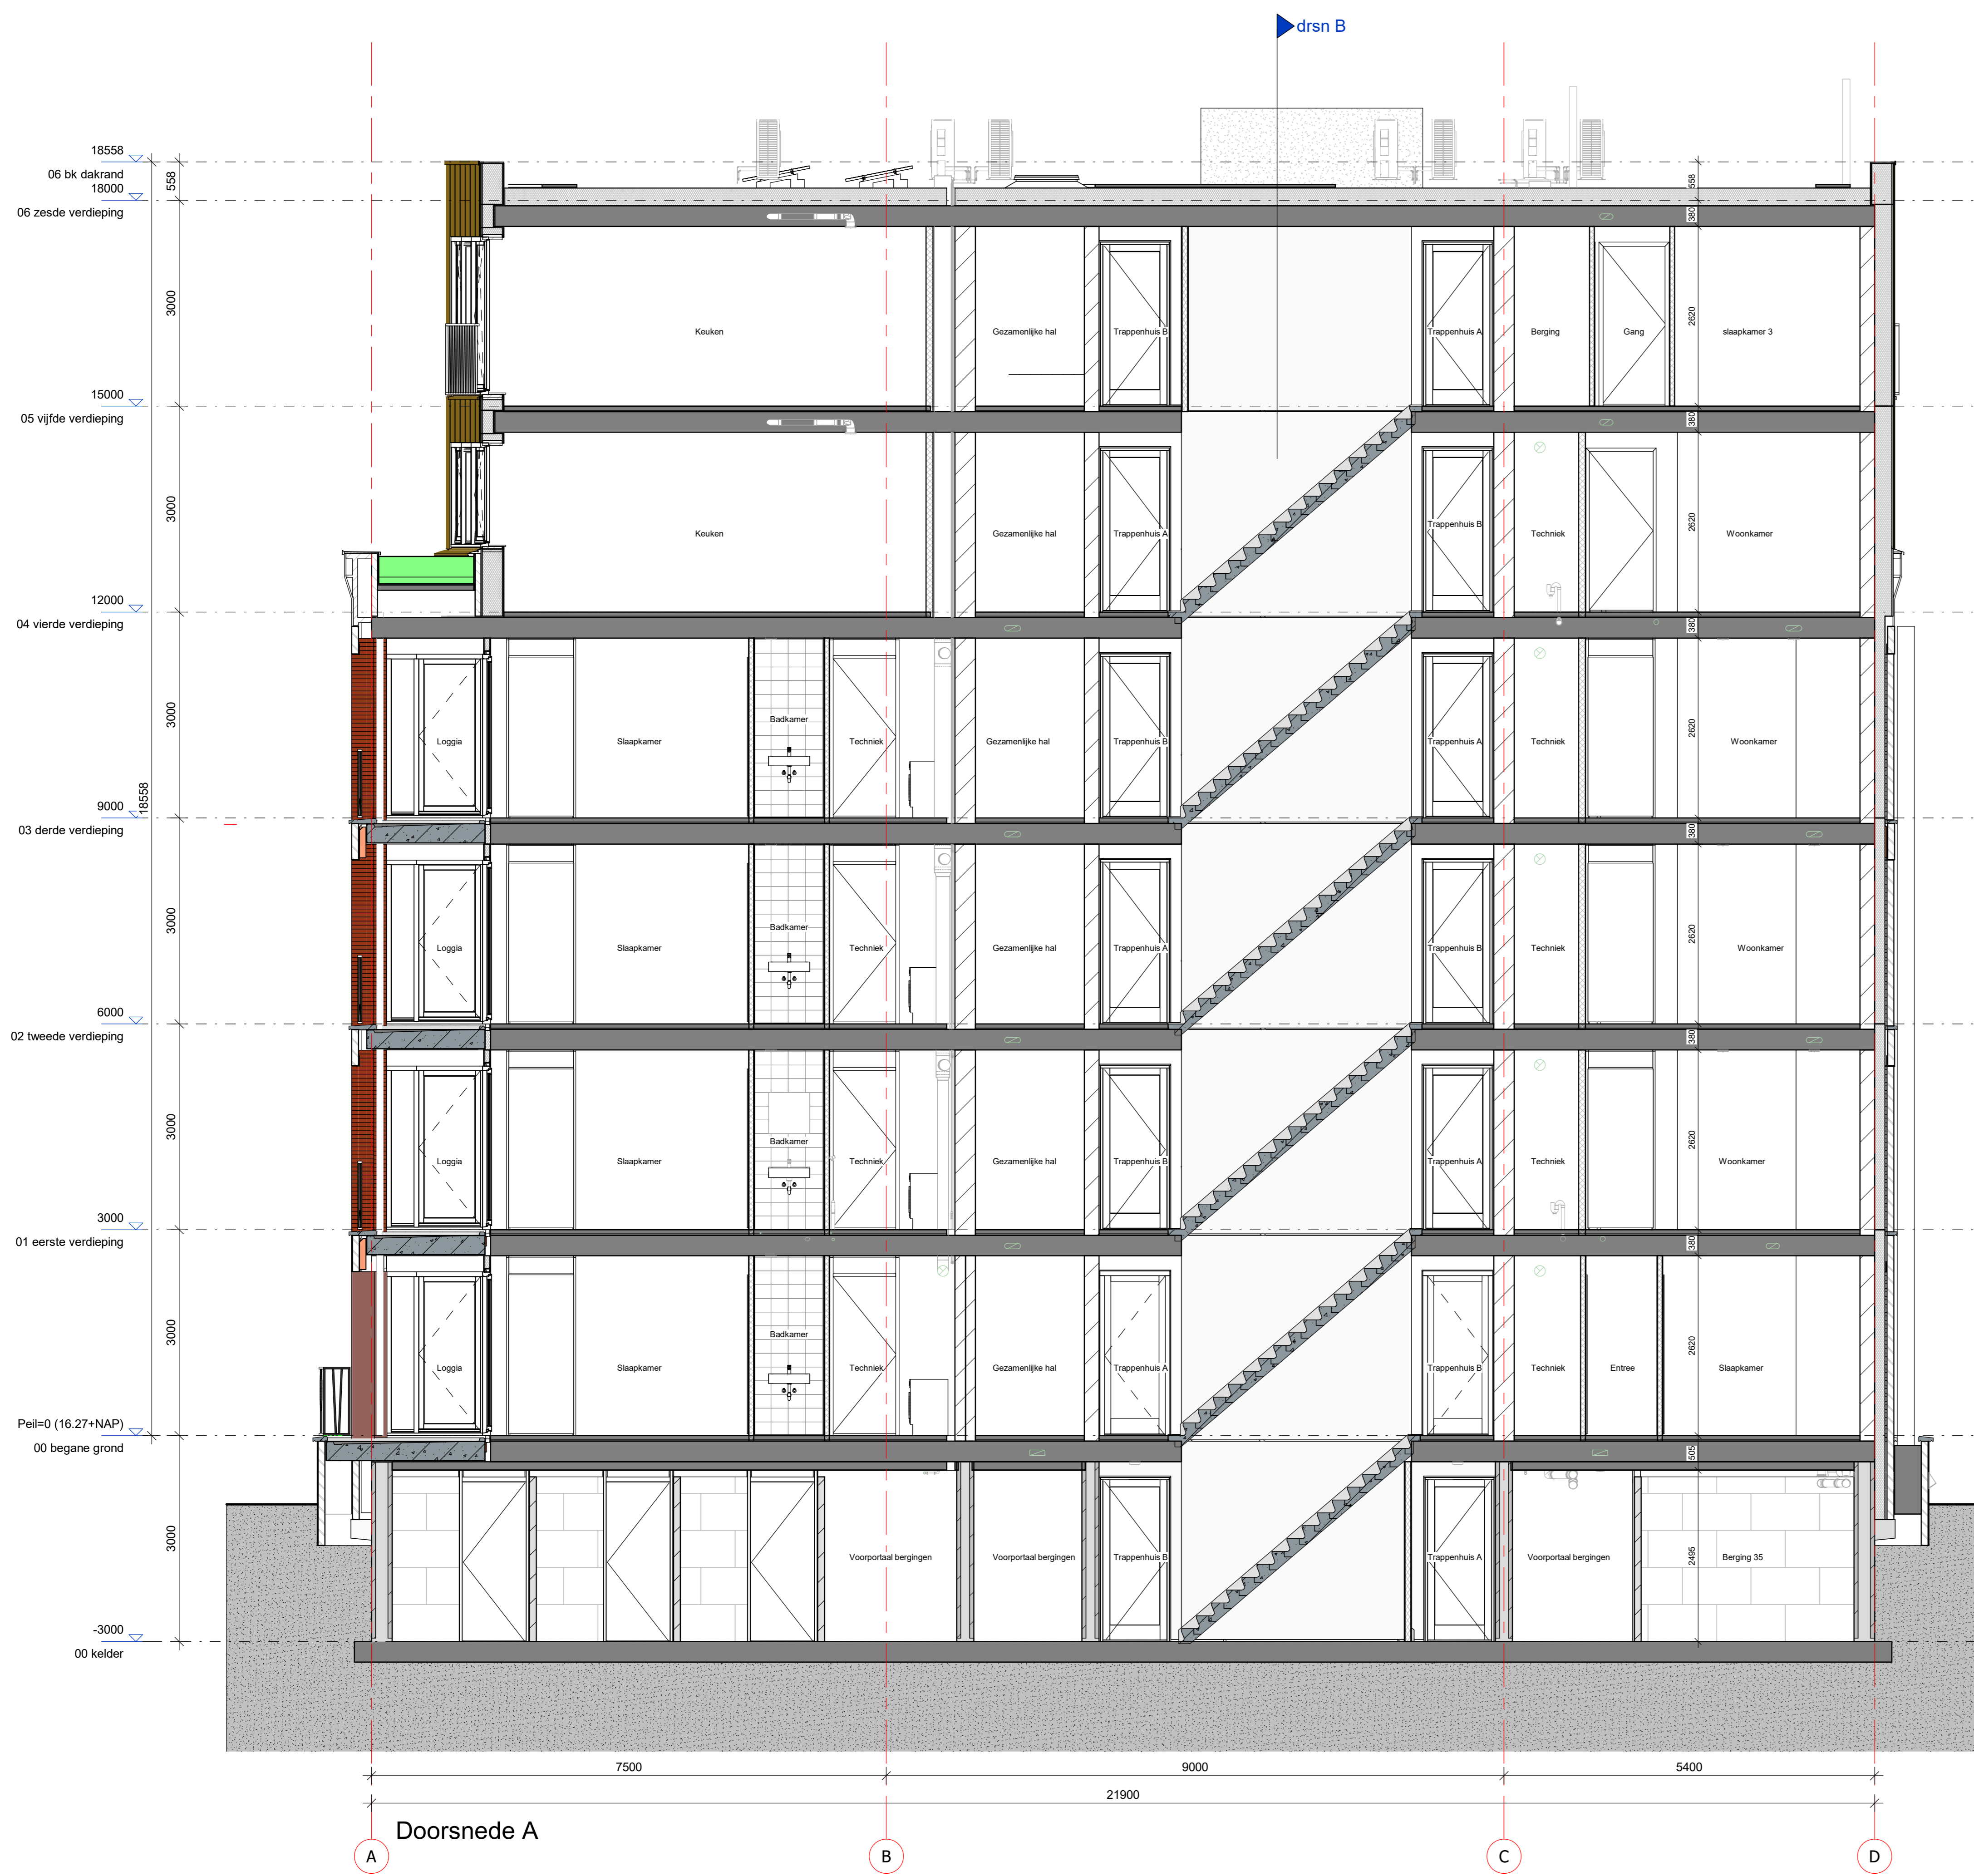 drsn B
18558
06 bk dakrand
18000
06 zesde verdieping
558
558
380
3000
2620
Keuken
Gezamenlijke hal
Trappenhuis B
Trappenhuis A
Berging
Gang
slaapkamer 3
15000
05 vijfde verdieping
380
3000
2620
Keuken
Gezamenlijke hal
Trappenhuis A
Trappenhuis B
Techniek
Woonkamer
12000
04 vierde verdieping
380
3000
2620
Loggia
Slaapkamer
Badkamer
Techniek
Gezamenlijke hal
Trappenhuis B
Trappenhuis A
Techniek
Woonkamer
18558
9000
03 derde verdieping
380
3000
2620
Loggia
Slaapkamer
Badkamer
Techniek
Gezamenlijke hal
Trappenhuis A
Trappenhuis B
Techniek
Woonkamer
6000
02 tweede verdieping
380
3000
2620
Loggia
Slaapkamer
Badkamer
Techniek
Gezamenlijke hal
Trappenhuis B
Trappenhuis A
Techniek
Woonkamer
3000
01 eerste verdieping
380
3000
2620
Loggia
Slaapkamer
Badkamer
Techniek
Gezamenlijke hal
Trappenhuis A
Trappenhuis B
Techniek
Entree
Slaapkamer
Peil=0 (16.27+NAP)
00 begane grond
505
3000
2495
Voorportaal bergingen
Voorportaal bergingen
Trappenhuis B
Trappenhuis A
Voorportaal bergingen
Berging 35
-3000
00 kelder
7500
9000
5400
21900
Doorsnede A
A
B
C
D